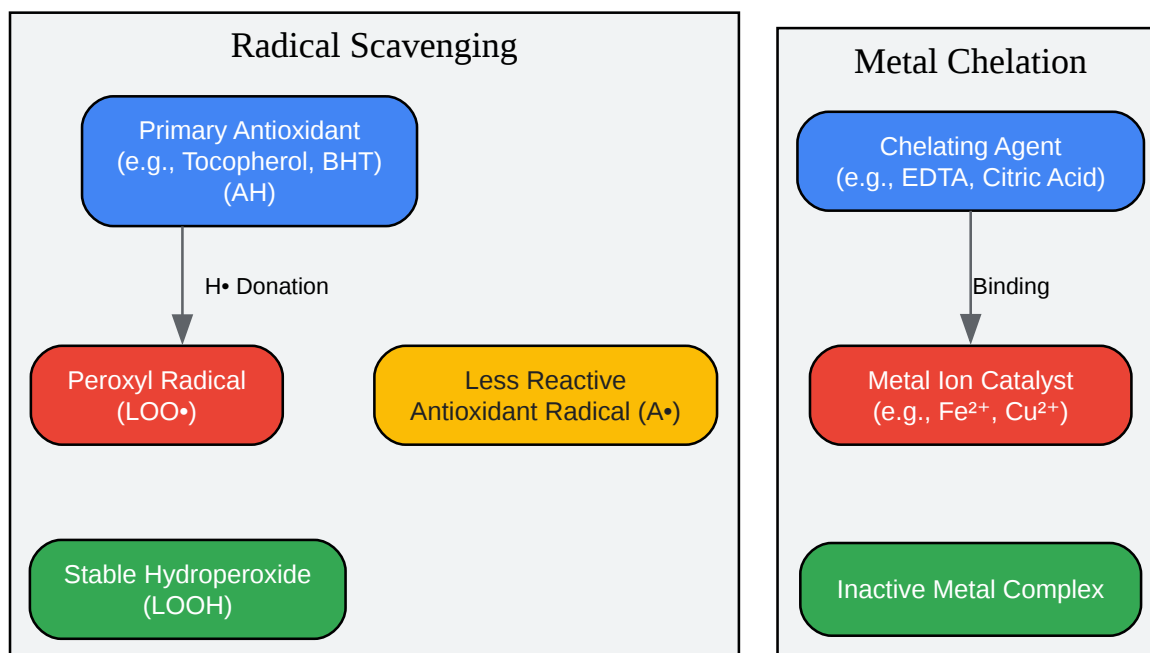 Radical Scavenging
Primary Antioxidant
(e.g., Tocopherol, BHT)
(AH)
H• Donation
Peroxyl Radical
(LOO•)
Less Reactive
Antioxidant Radical (A•)
Stable Hydroperoxide
(LOOH)
Metal Chelation
Chelating Agent
(e.g., EDTA, Citric Acid)
Binding
Metal Ion Catalyst
(e.g., Fe²⁺, Cu²⁺)
Inactive Metal Complex